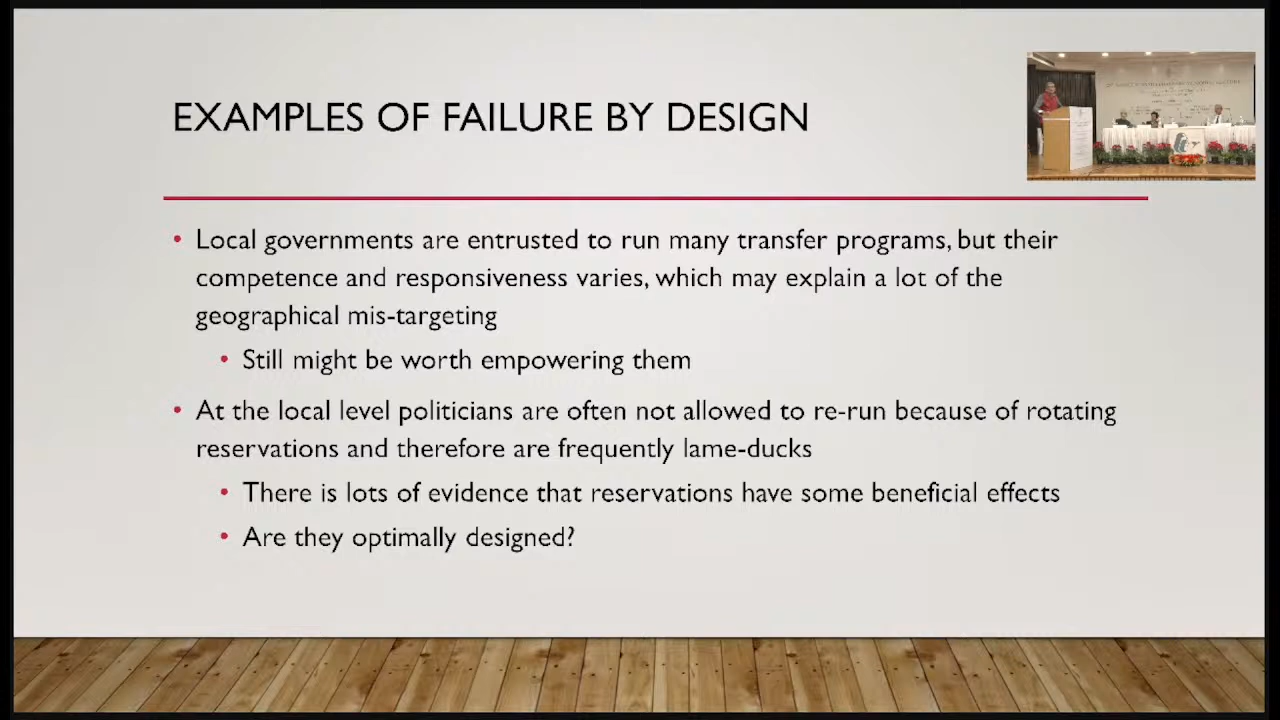 EXAMPLES OF FAILURE BY DESIGN
• Local governments are entrusted to run many transfer programs, but their
competence and responsiveness varies, which may explain a lot of the
geographical mis-targeting
• Still might be worth empowering them
• At the local level politicians are often not allowed to re-run because of rotating
reservations and therefore are frequently lame-ducks
• There is lots of evidence that reservations have some beneficial effects
• Are they optimally designed?